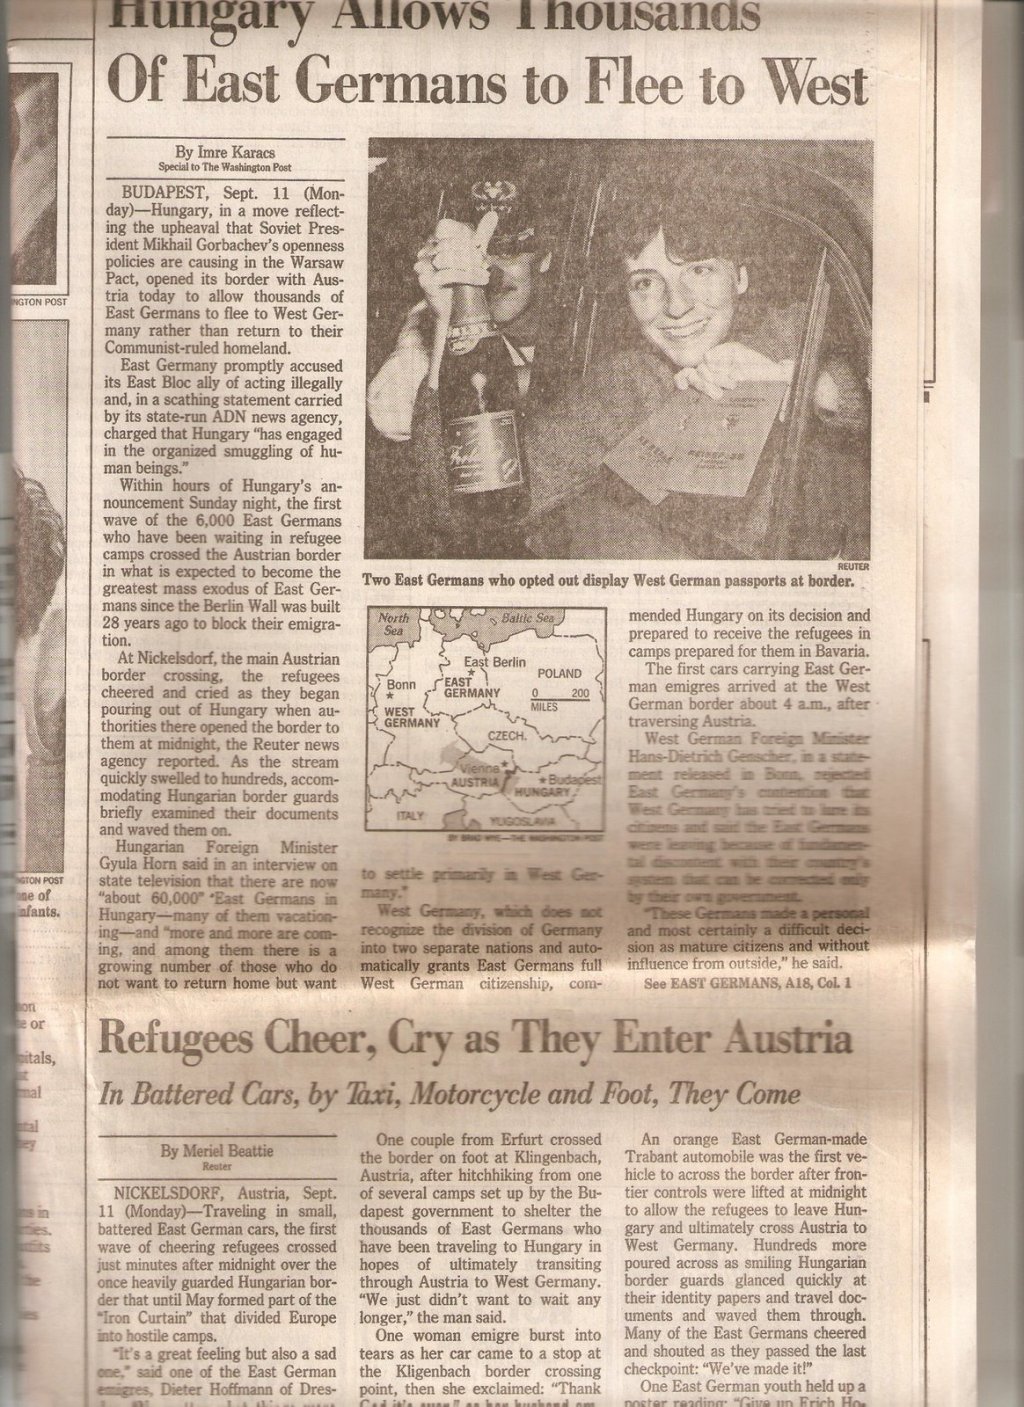 Hungary Allows Thousands
Of East Germans to Flee to West
By Imre Karacs
Special to The Washington Post
BUDAPEST, Sept. 11 (Mon-
day)—Hungary, in a move reflect-
ing the upheaval that Soviet Pres-
ident Mikhail Gorbachev's openness
policies are causing in the Warsaw
Pact, opened its border with Aus-
tria today to allow thousands of
East Germans to flee to West Ger-
many rather than return to their
Communist-ruled homeland.
East Germany promptly accused
its East Bloc ally of acting illegally
and, in a scathing statement carried
by its state-run ADN news agency,
charged that Hungary "has engaged
in the organized smuggling of hu-
man beings."
Within hours of Hungary's an-
nouncement Sunday night, the first
wave of the 6,000 East Germans
who have been waiting in refugee
camps crossed the Austrian border
in what is expected to become the
greatest mass exodus of East Ger-
mans since the Berlin Wall was built
28 years ago to block their emigra-
tion.
At Nickelsdorf, the main Austrian
border crossing, the refugees
cheered and cried as they began
pouring out of Hungary when au-
thorities there opened the border to
them at midnight, the Reuter news
agency reported. As the stream
quickly swelled to hundreds, accom-
modating Hungarian border guards
briefly examined their documents
and waved them on.
Hungarian Foreign Minister
Gyula Horn said in an interview on
state television that there are now
"about 60,000" East Germans in
Hungary—many of them vacation-
ing—and "more and more are com-
ing, and among them there is a
growing number of those who do
not want to return home but want
REUTER
Two East Germans who opted out display West German passports at border.
North
Sea
Baltic Sea
East Berlin
POLAND
Bonn
EAST
GERMANY
0 200
MILES
WEST
GERMANY
CZECH.
Vienna
AUSTRIA
Budapest
HUNGARY
ITALY
YUGOSLAVIA
BY BRAD WYE—THE WASHINGTON POST
to settle primarily in West Ger-
many."
West Germany, which does not
recognize the division of Germany
into two separate nations and auto-
matically grants East Germans full
West German citizenship, com-
mended Hungary on its decision and
prepared to receive the refugees in
camps prepared for them in Bavaria.
The first cars carrying East Ger-
man emigres arrived at the West
German border about 4 a.m., after
traversing Austria.
West German Foreign Minister
Hans-Dietrich Genscher, in a state-
ment released in Bonn, rejected
East Germany's contention that
West Germany has tried to lure its
citizens and said the East Germans
were leaving because of fundamen-
tal discontent with their country's
system that can be corrected only
by their own government.
"These Germans made a personal
and most certainly a difficult deci-
sion as mature citizens and without
influence from outside," he said.
See EAST GERMANS, A18, Col. 1
Refugees Cheer, Cry as They Enter Austria
In Battered Cars, by Taxi, Motorcycle and Foot, They Come
By Meriel Beattie
Reuter
NICKELSDORF, Austria, Sept.
11 (Monday)—Traveling in small,
battered East German cars, the first
wave of cheering refugees crossed
just minutes after midnight over the
once heavily guarded Hungarian bor-
der that until May formed part of the
"Iron Curtain" that divided Europe
into hostile camps.
"It's a great feeling but also a sad
one," said one of the East German
emigres, Dieter Hoffmann of Dres-
One couple from Erfurt crossed
the border on foot at Klingenbach,
Austria, after hitchhiking from one
of several camps set up by the Bu-
dapest government to shelter the
thousands of East Germans who
have been traveling to Hungary in
hopes of ultimately transiting
through Austria to West Germany.
"We just didn't want to wait any
longer," the man said.
One woman emigre burst into
tears as her car came to a stop at
the Kligenbach border crossing
point, then she exclaimed: "Thank
God it's over," as her husband
An orange East German-made
Trabant automobile was the first ve-
hicle to across the border after fron-
tier controls were lifted at midnight
to allow the refugees to leave Hun-
gary and ultimately cross Austria to
West Germany. Hundreds more
poured across as smiling Hungarian
border guards glanced quickly at
their identity papers and travel doc-
uments and waved them through.
Many of the East Germans cheered
and shouted as they passed the last
checkpoint: "We've made it!"
One East German youth held up a
poster reading: "Give up Erich Ho-
NGTON POST
GTON POST
ne of
nfants.